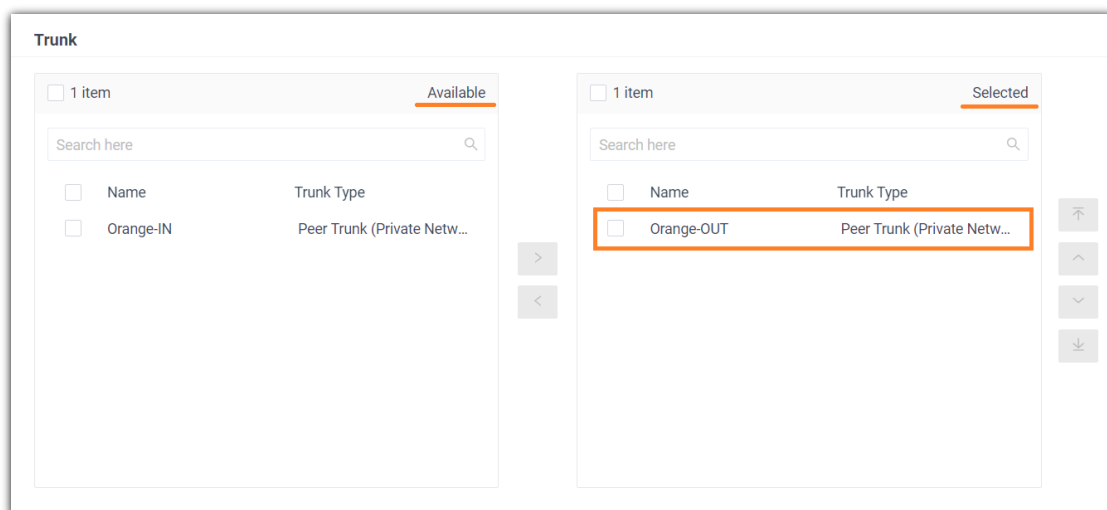 Trunk
1 item Available
Search here
Name Trunk Type
Orange-IN Peer Trunk (Private Netw...
1 item Selected
Search here
Name Trunk Type
Orange-OUT Peer Trunk (Private Netw...